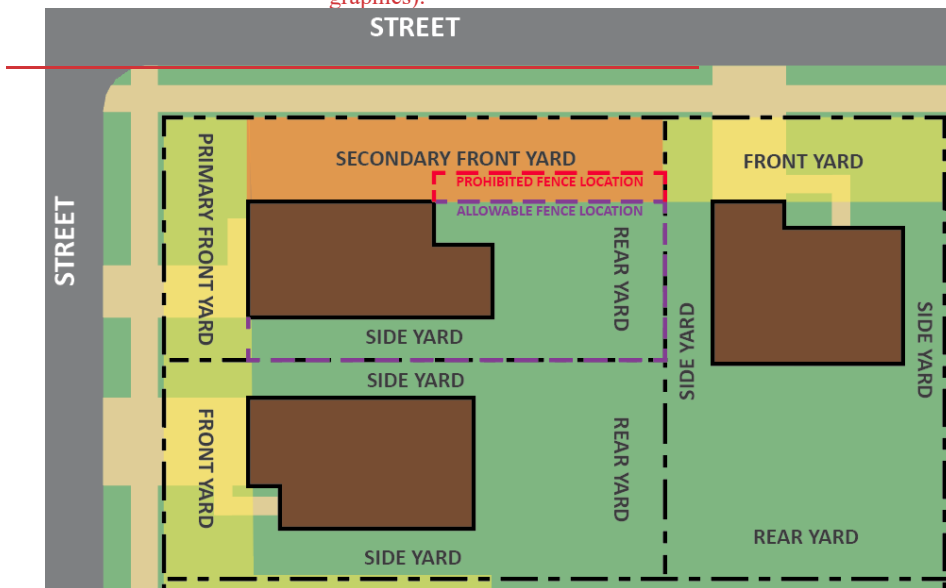 graphics).
STREET
STREET
PRIMARY FRONT YARD
SECONDARY FRONT YARD
PROHIBITED FENCE LOCATION
ALLOWABLE FENCE LOCATION
REAR YARD
SIDE YARD
FRONT YARD
SIDE YARD
SIDE YARD
SIDE YARD
FRONT YARD
REAR YARD
SIDE YARD
REAR YARD